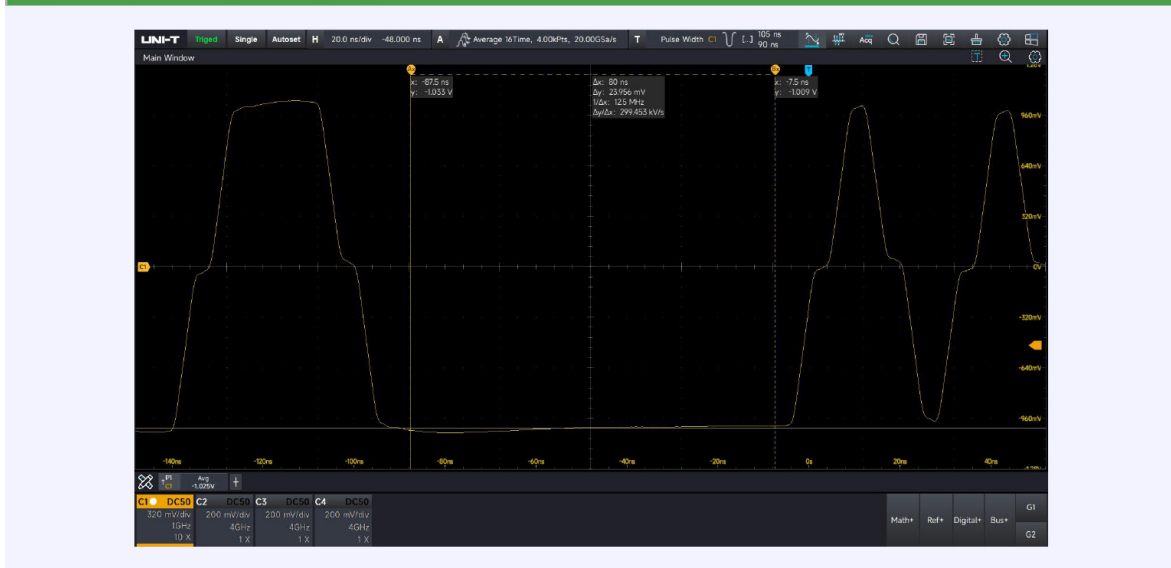 UNI-T Triged Single Autoset H 20.0 ns/div -48.000 ns A Average 16Time, 4.00kPts, 20.00GSa/s T Pulse Width C1 [..] 105 ns 90 ns Acq
Main Window
x: -87.5 ns
y: -1.033 V
Δx: 80 ns
Δy: 23.956 mV
1/Δx: 12.5 MHz
Δy/Δx: 299.453 kV/s
x: -7.5 ns
y: -1.009 V
T
960mV
640mV
320mV
C1
0V
-320mV
-640mV
-960mV
-140ns -120ns -100ns -80ns -60ns -40ns -20ns 0s 20ns 40ns
P1 C1 Avg -1.025V +
C1 DC50 C2 DC50 C3 DC50 C4 DC50
320 mV/div 200 mV/div 200 mV/div 200 mV/div
1GHz 4GHz 4GHz 4GHz
10 X 1 X 1 X 1 X
Math+ Ref+ Digital+ Bus+ G1
G2